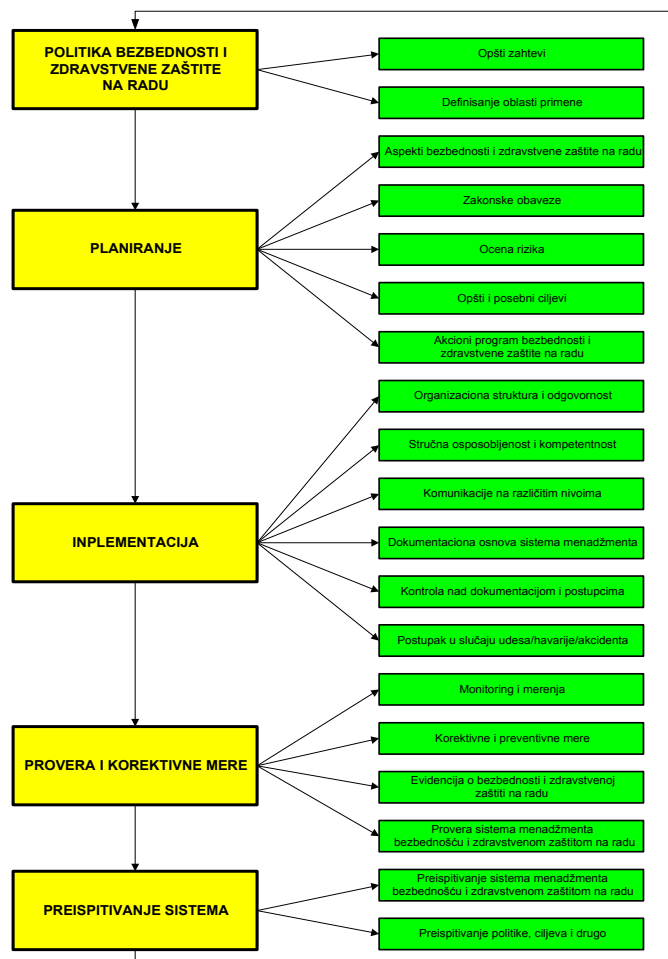 POLITIKA BEZBEDNOSTI I
ZDRAVSTVENE ZAŠTITE
NA RADU
Opšti zahtevi
Definisanje oblasti primene
PLANIRANJE
Aspekti bezbednosti i zdravstvene zaštite na radu
Zakonske obaveze
Ocena rizika
Opšti i posebni ciljevi
Akcioni program bezbednosti i
zdravstvene zaštite na radu
INPLEMENTACIJA
Organizaciona struktura i odgovornost
Stručna osposobljenost i kompetentnost
Komunikacije na različitim nivoima
Dokumentaciona osnova sistema menadžmenta
Kontrola nad dokumentacijom i postupcima
Postupak u slučaju udesa/havarije/akcidenta
PROVERA I KOREKTIVNE MERE
Monitoring i merenja
Korektivne i preventivne mere
Evidencija o bezbednosti i zdravstvenoj
zaštiti na radu
Provera sistema menadžmenta
bezbednošću i zdravstvenom zaštitom na radu
PREISPITIVANJE SISTEMA
Preispitivanje sistema menadžmenta
bezbednošću i zdravstvenom zaštitom na radu
Preispitivanje politike, ciljeva i drugo